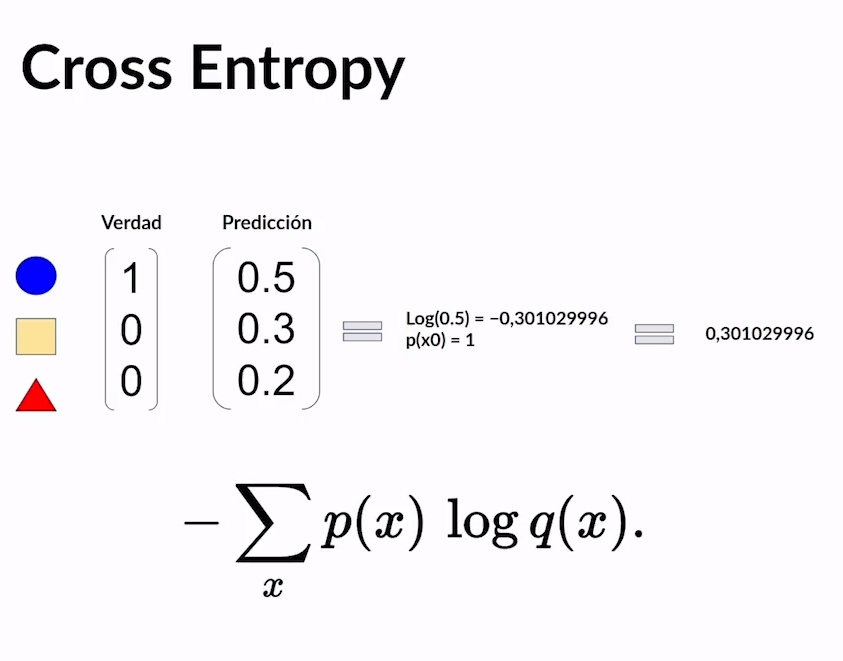 Cross Entropy
Verdad Predicción
1 0.5
0 0.3
0 0.2
Log(0.5) = −0,301029996
p(x0) = 1
0,301029996
− ∑ p(x) log q(x).
x